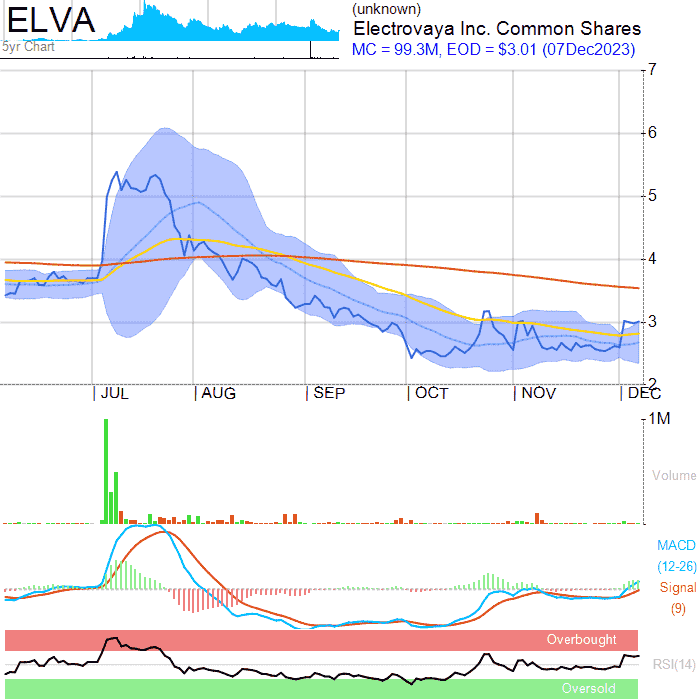 ELVA
5yr Chart
(unknown)
Electrovaya Inc. Common Shares
MC = 99.3M, EOD = $3.01 (07Dec2023)
7
6
5
4
3
2
JUL AUG SEP OCT NOV DEC
1M
Volume
MACD
(12-26)
Signal
(9)
Overbought
RSI(14)
Oversold